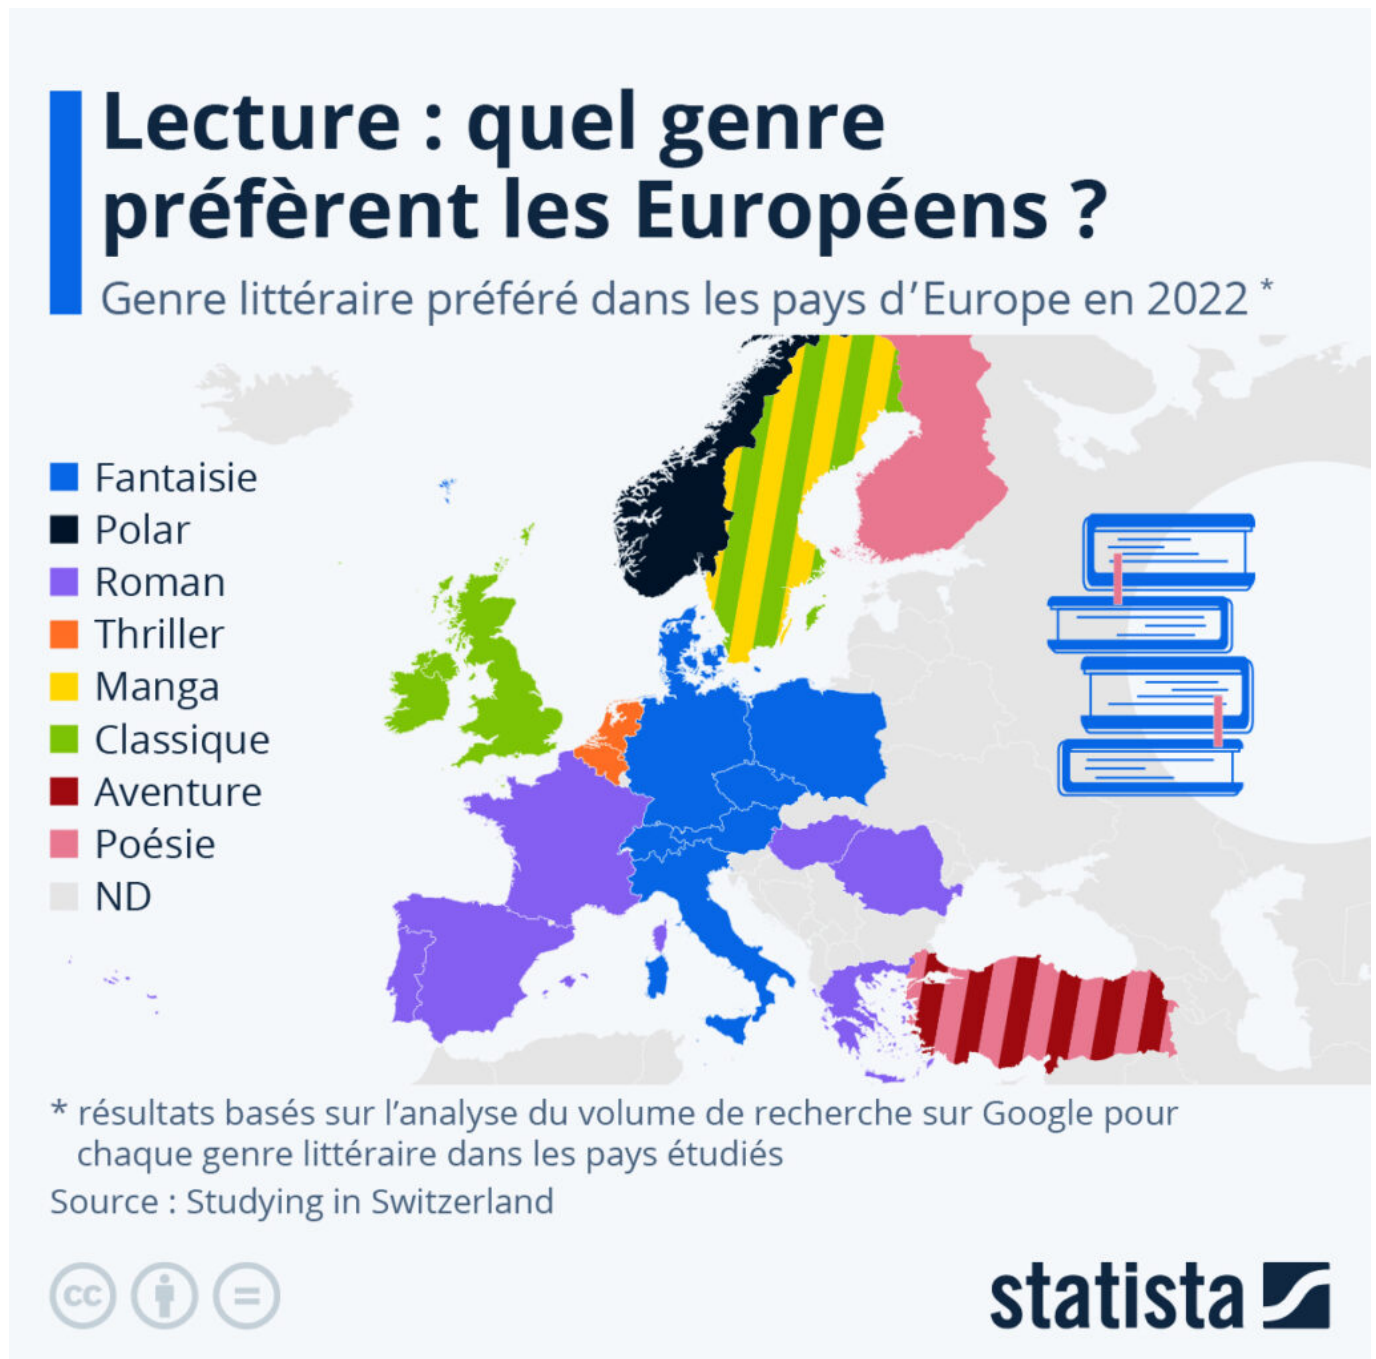 Lecture : quel genre
préfèrent les Européens ?
Genre littéraire préféré dans les pays d’Europe en 2022 *
Fantaisie
Polar
Roman
Thriller
Manga
Classique
Aventure
Poésie
ND
* résultats basés sur l’analyse du volume de recherche sur Google pour
chaque genre littéraire dans les pays étudiés
Source : Studying in Switzerland
cc
statista